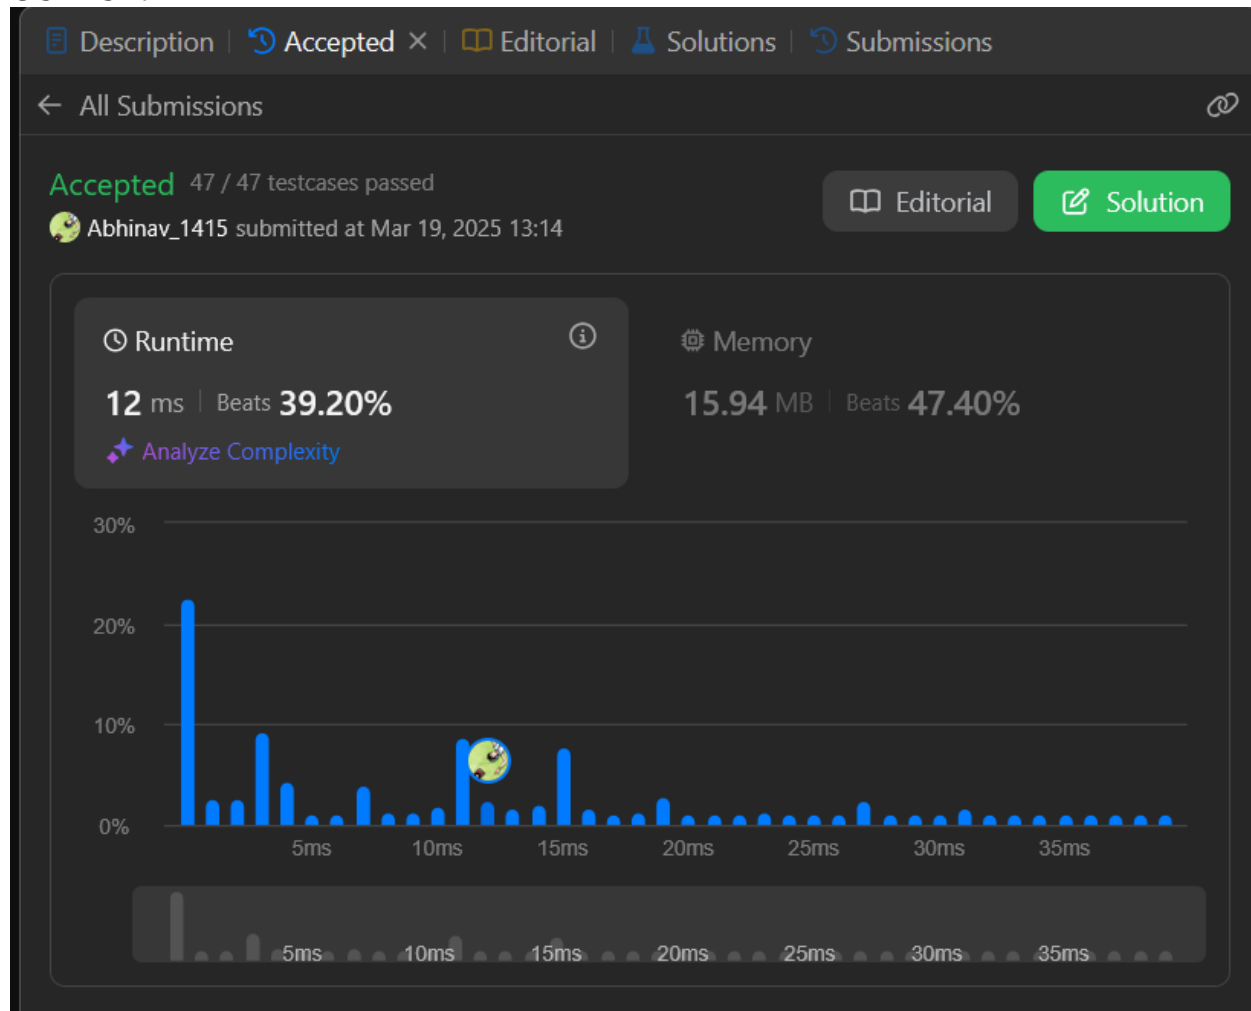 Description Accepted × Editorial Solutions Submissions
← All Submissions
Accepted 47 / 47 testcases passed
Editorial Solution
Abhinav_1415 submitted at Mar 19, 2025 13:14
Runtime
12 ms Beats 39.20%
Analyze Complexity
Memory
15.94 MB Beats 47.40%
30%
20%
10%
0%
5ms 10ms 15ms 20ms 25ms 30ms 35ms
5ms 10ms 15ms 20ms 25ms 30ms 35ms